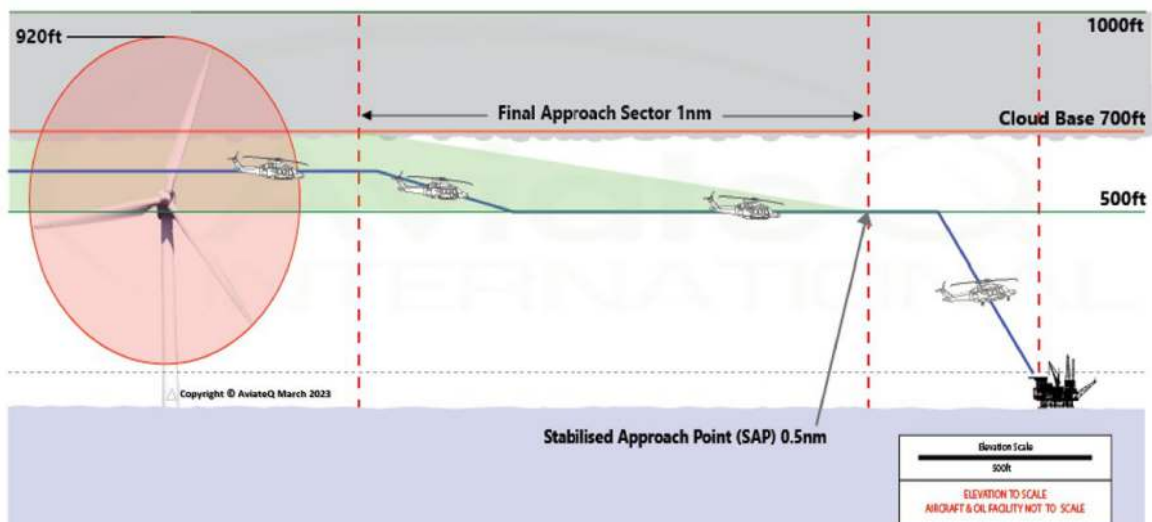 1000ft
920ft
Final Approach Sector 1nm
Cloud Base 700ft
500ft
INTERNATIONAL
Copyright © AviateQ March 2023
Stabilised Approach Point (SAP) 0.5nm
Elevation Scale
500ft
ELEVATION TO SCALE
AIRCRAFT & OIL FACILITY NOT TO SCALE